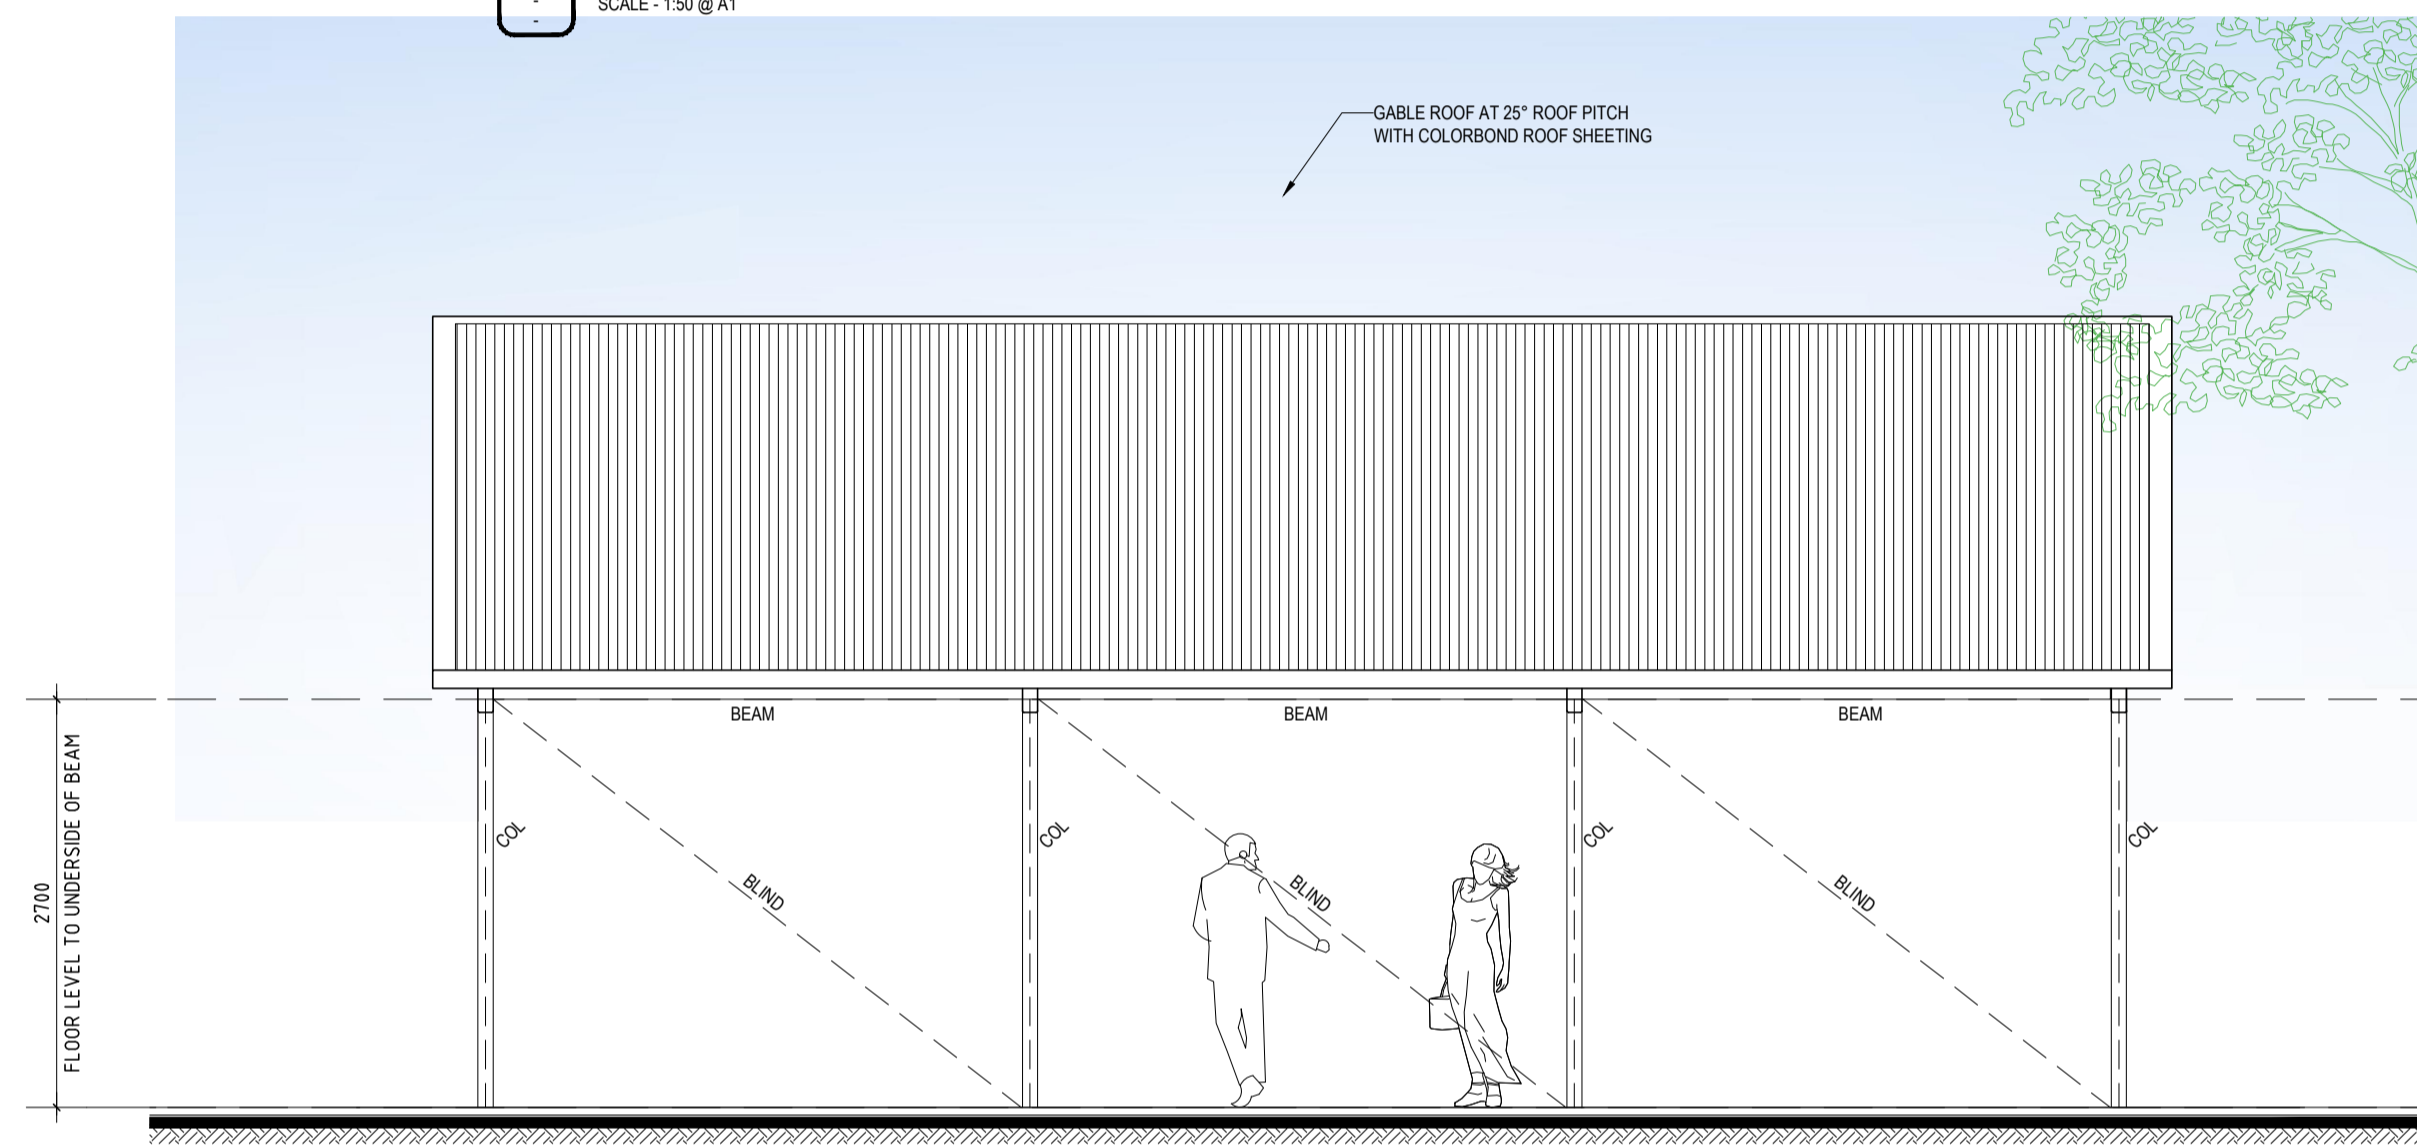 SCALE - 1:50 @ A1
GABLE ROOF AT 25° ROOF PITCH
WITH COLORBOND ROOF SHEETING
BEAM
BEAM
BEAM
COL
COL
COL
COL
BLIND
BLIND
BLIND
2700
FLOOR LEVEL TO UNDERSIDE OF BEAM